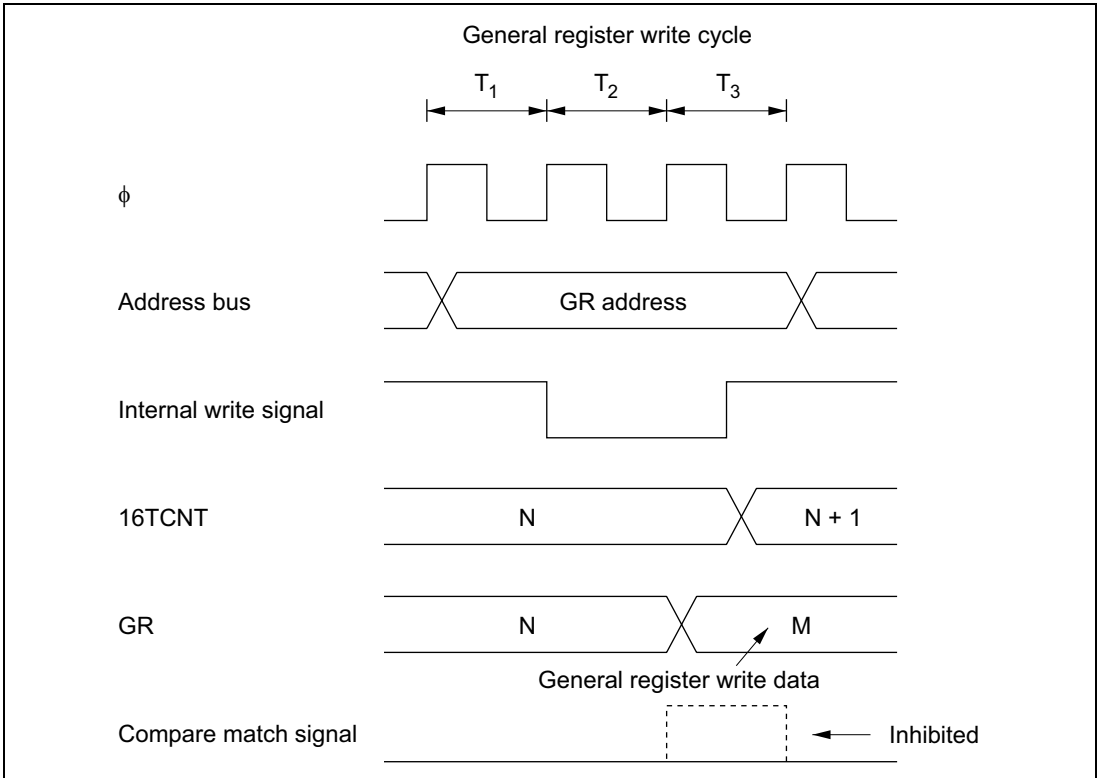 General register write cycle
T1 T2 T3
ϕ
Address bus
GR address
Internal write signal
16TCNT
N
N + 1
GR
N
M
General register write data
Compare match signal
Inhibited